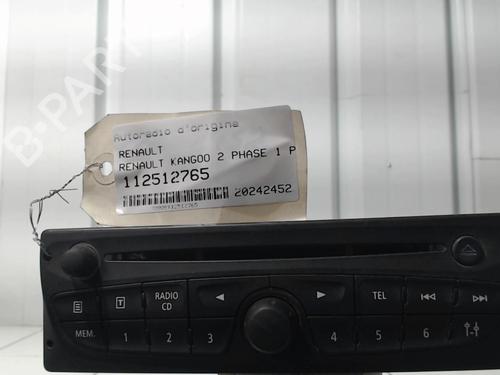 B-PARTS
Autoradio d'origine
RENAULT
RENAULT KANGOO 2 PHASE 1 P
112512765
20242452
T
RADIO CD
TEL
MEM.
1 2 3 4 5 6